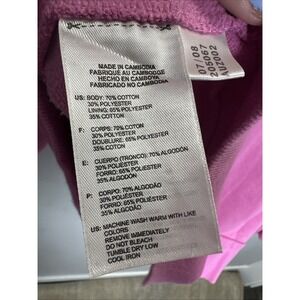 MADE IN CAMBODIA
FABRIQUÉ AU CAMBODGE
HECHO EN CAMBOYA
FABRICADO NO CAMBODJA
US: BODY: 70% COTTON
30% POLYESTER
LINING: 65% POLYESTER
35% COTTON
F: CORPS: 70% COTON
30% POLYESTER
DOUBLURE: 65% POLYESTER
35% COTON
E: CUERPO (TRONCO): 70% ALGODÓN
30% POLIÉSTER
FORRO: 65% POLIÉSTER
35% ALGODÓN
P: CORPO: 70% ALGODÃO
30% POLIÉSTER
FORRO: 65% POLIÉSTER
35% ALGODÃO
US: MACHINE WASH WARM WITH LIKE
COLORS
REMOVE IMMEDIATELY
DO NOT BLEACH
TUMBLE DRY LOW
COOL IRON
07/08